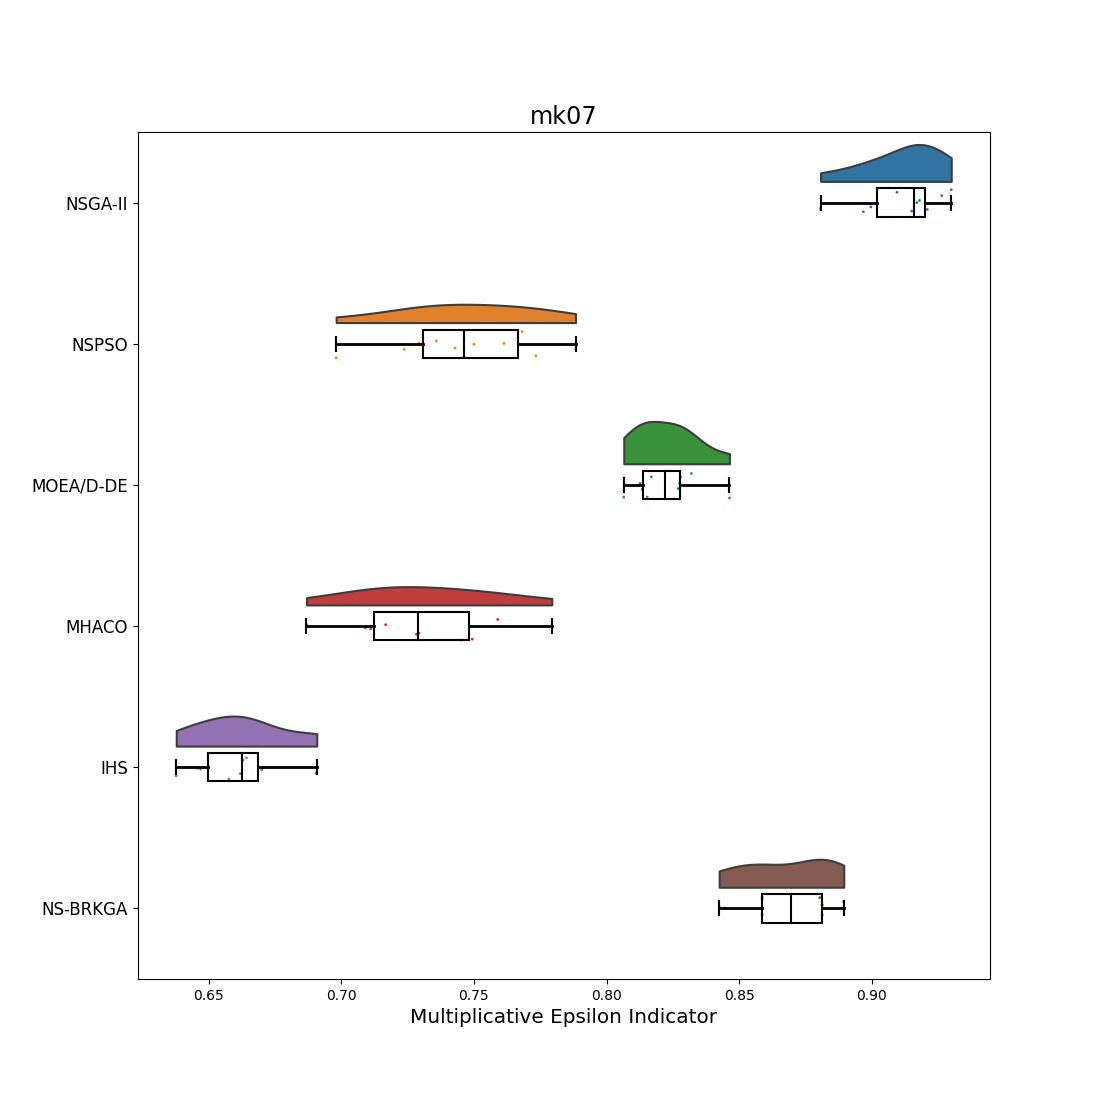 mk07
NSGA-II
NSPSO
MOEA/D-DE
MHACO
IHS
NS-BRKGA
0.65 0.70 0.75 0.80 0.85 0.90
Multiplicative Epsilon Indicator